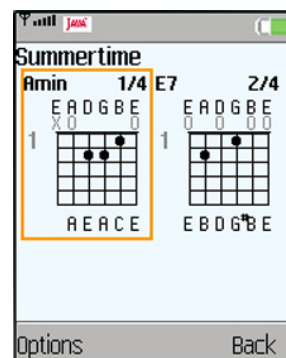 JAVA
Summertime
Amin 1/4 E7 2/4
E A D G B E E A D G B E
X O O O O O O
1 1
A E A C E E B D G# B E
Options Back